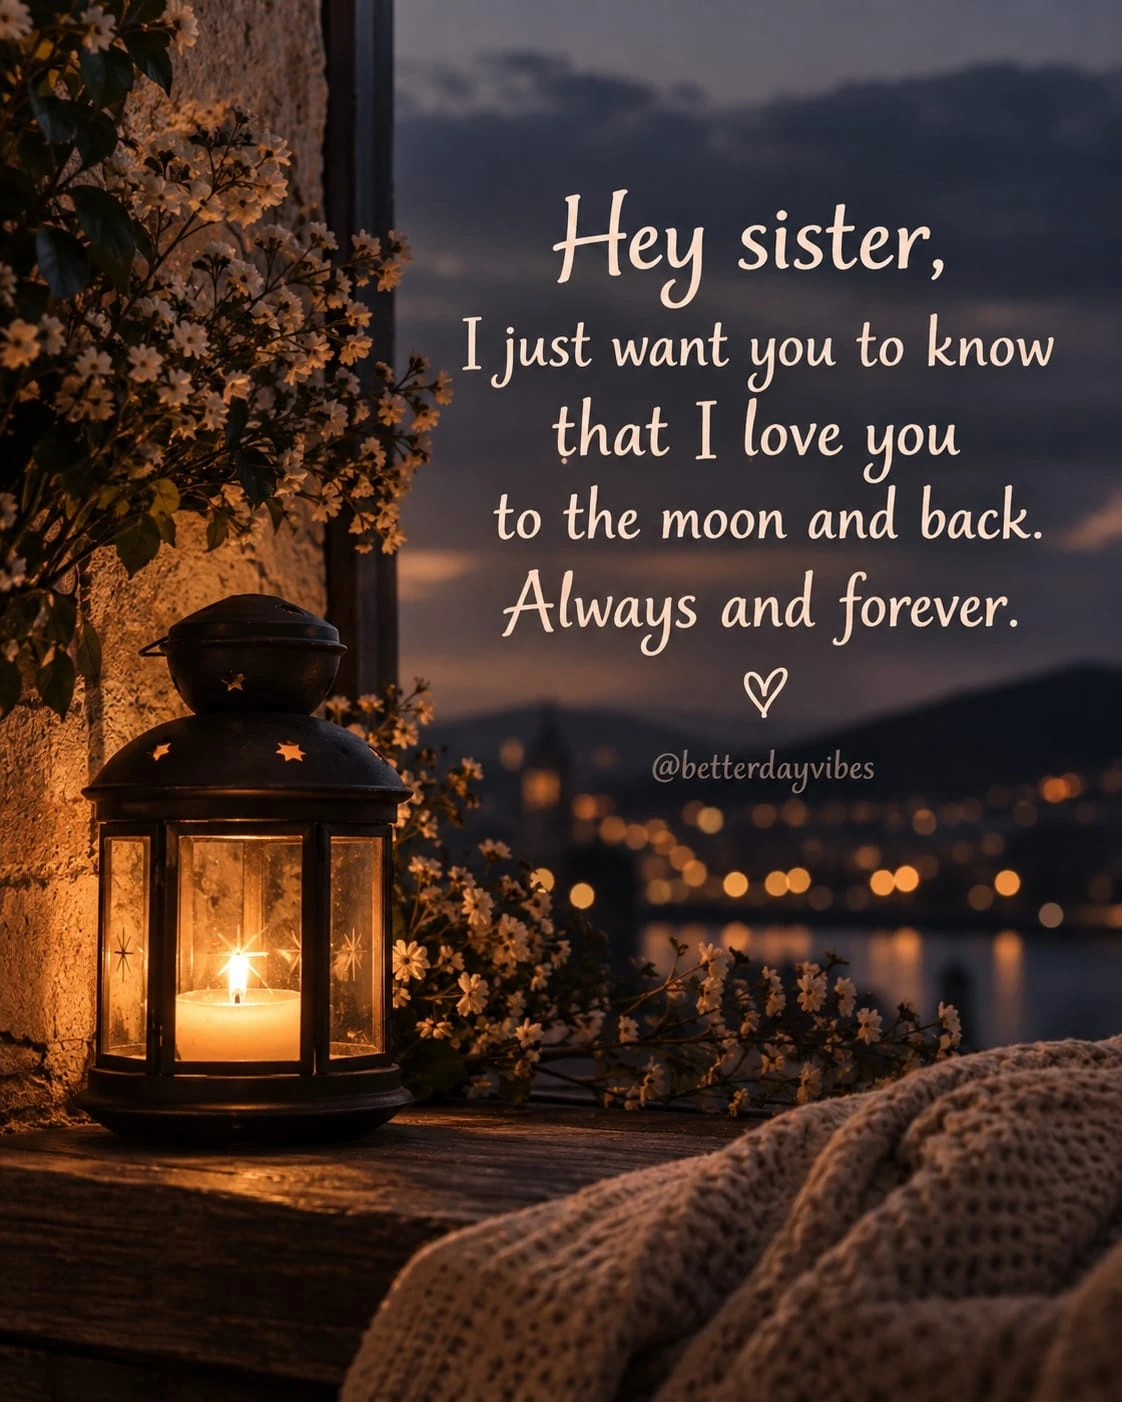 Hey sister,
I just want you to know
that I love you
to the moon and back.
Always and forever.
@betterdayvibes